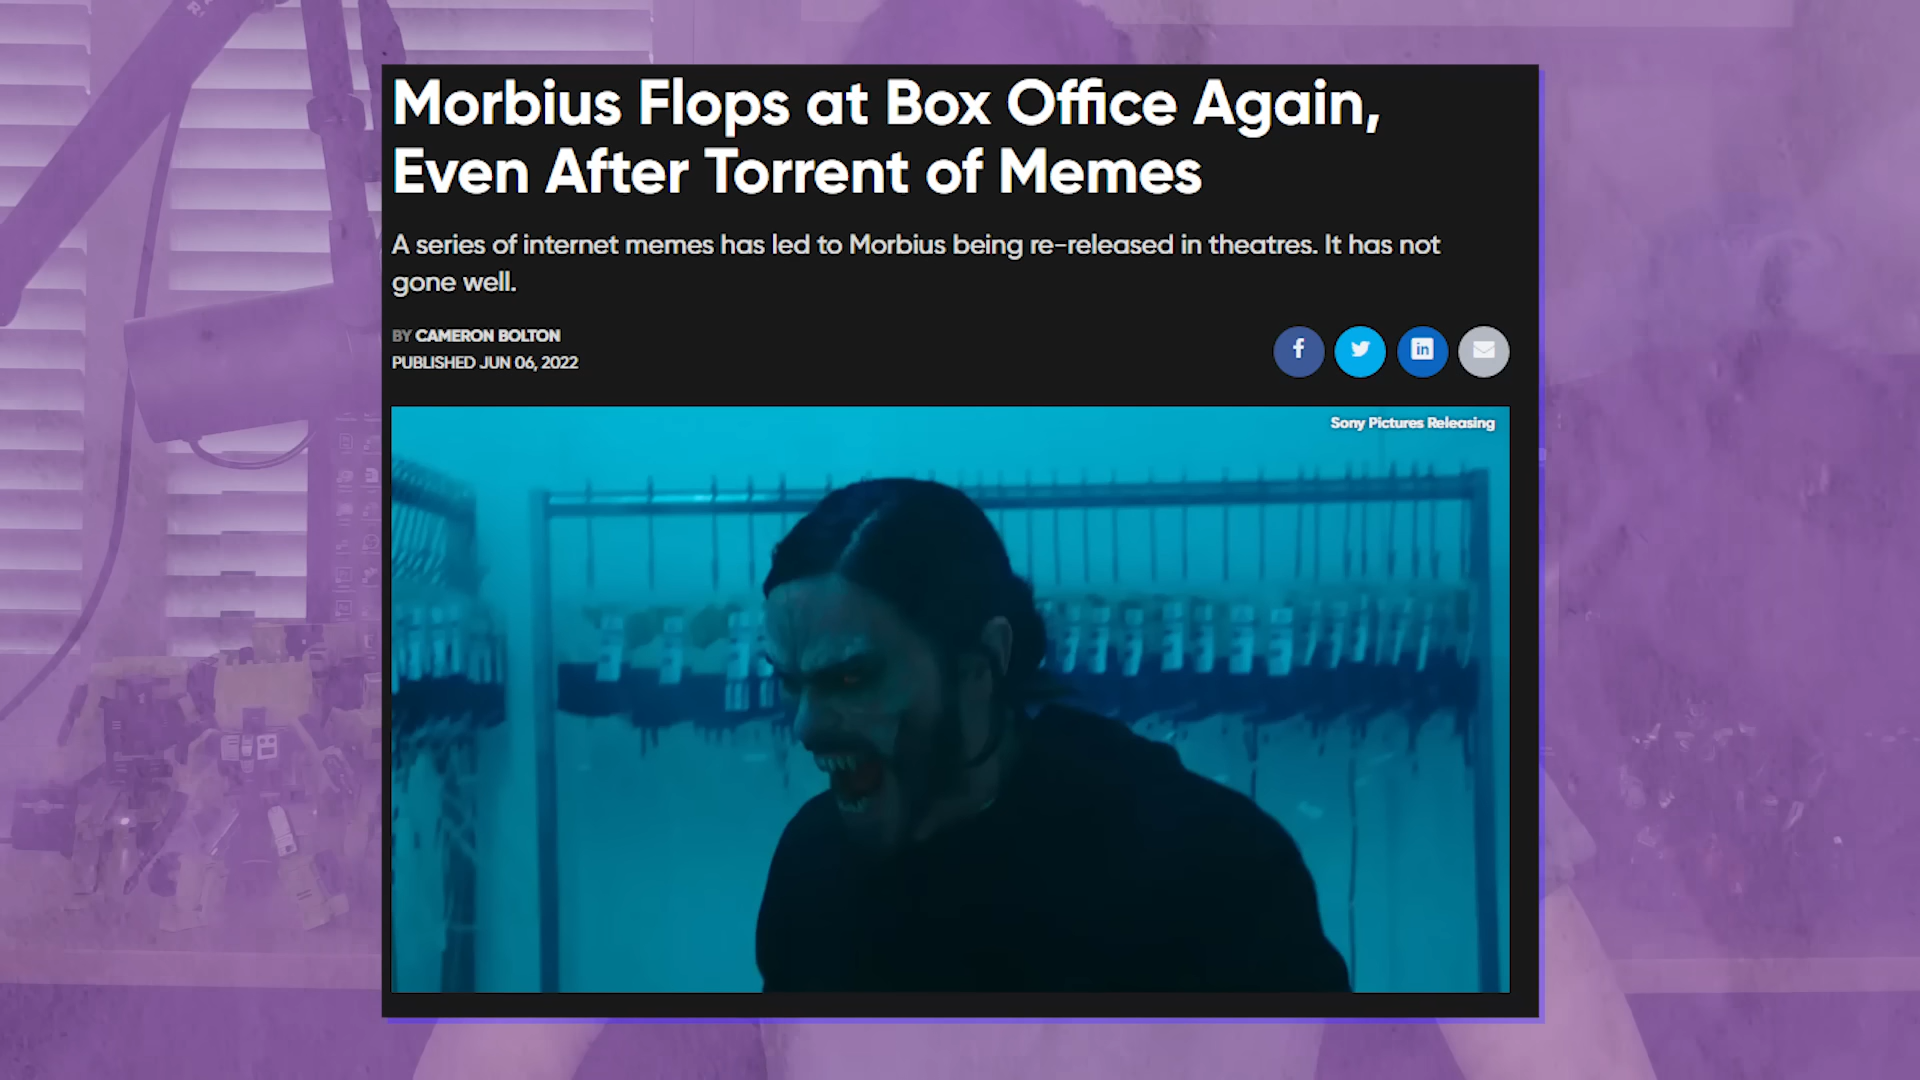 Morbius Flops at Box Office Again,
Even After Torrent of Memes
A series of internet memes has led to Morbius being re-released in theatres. It has not
gone well.
BY CAMERON BOLTON
PUBLISHED JUN 06, 2022
f
in
Sony Pictures Releasing